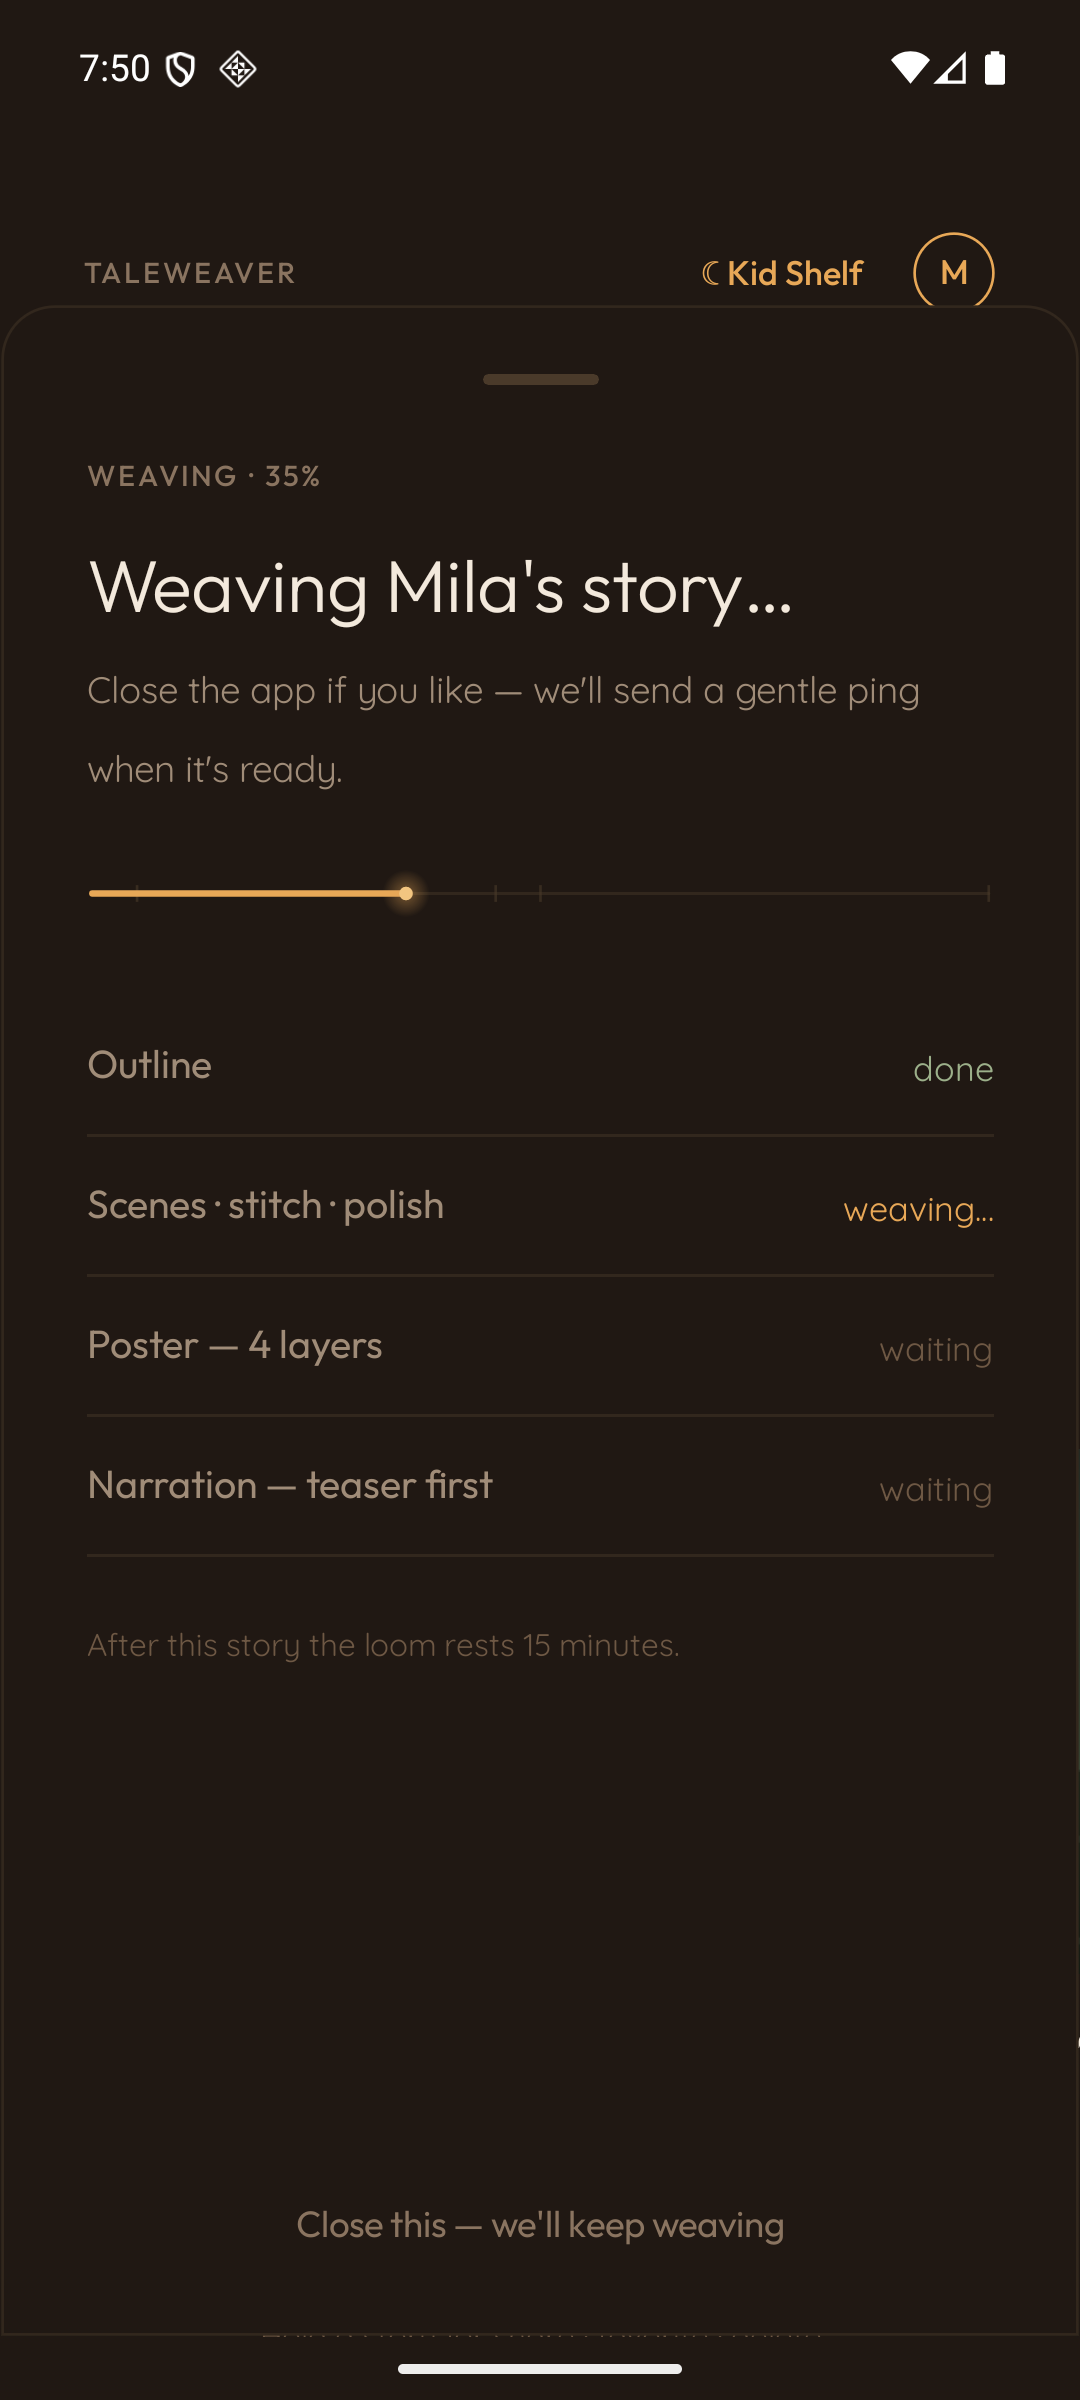 7:50
TALEWEAVER
Kid Shelf
M
WEAVING · 35%
Weaving Mila's story...
Close the app if you like — we'll send a gentle ping
when it's ready.
Outline
done
Scenes · stitch · polish
weaving...
Poster — 4 layers
waiting
Narration — teaser first
waiting
After this story the loom rests 15 minutes.
Close this — we'll keep weaving